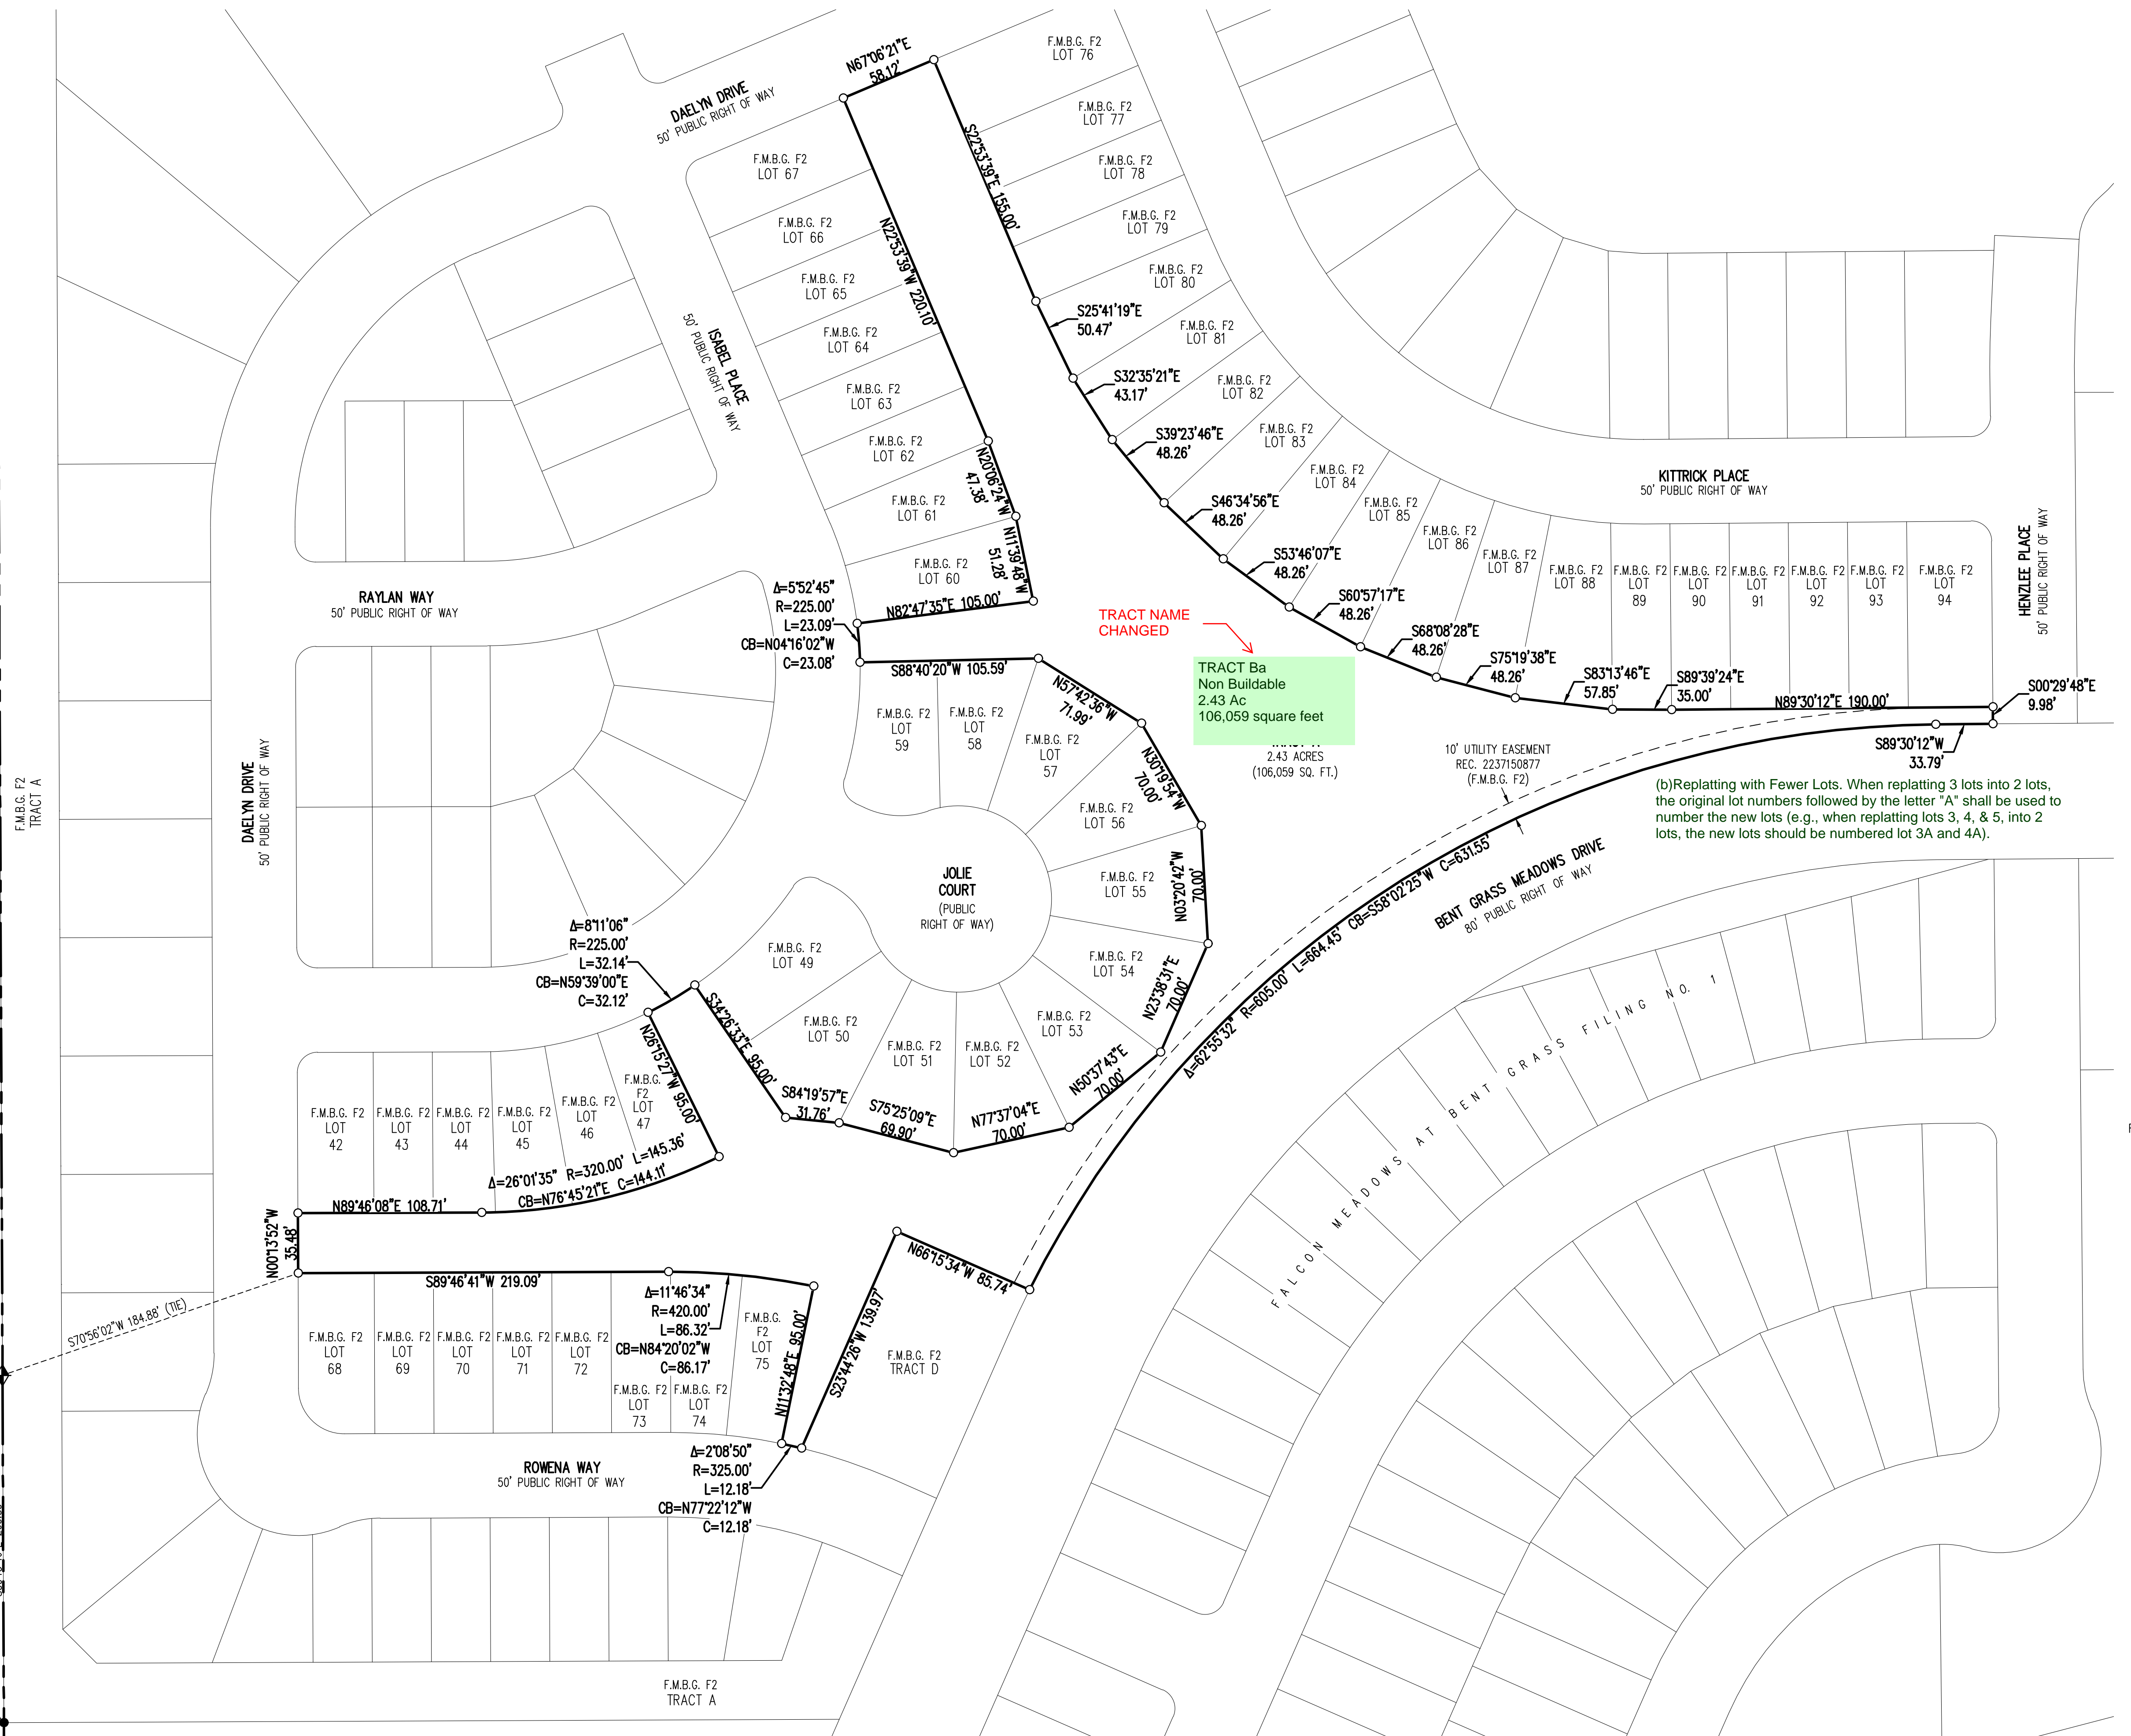 N67°06'21"E
58.12'
DAELYN DRIVE
50' PUBLIC RIGHT OF WAY
F.M.B.G. F2
LOT 76
F.M.B.G. F2
LOT 77
F.M.B.G. F2
LOT 78
F.M.B.G. F2
LOT 79
F.M.B.G. F2
LOT 80
F.M.B.G. F2
LOT 81
F.M.B.G. F2
LOT 82
F.M.B.G. F2
LOT 83
F.M.B.G. F2
LOT 84
F.M.B.G. F2
LOT 85
F.M.B.G. F2
LOT 86
F.M.B.G. F2
LOT 87
F.M.B.G. F2
LOT 88
F.M.B.G. F2
LOT
89
F.M.B.G. F2
LOT
90
F.M.B.G. F2
LOT
91
F.M.B.G. F2
LOT
92
F.M.B.G. F2
LOT
93
F.M.B.G. F2
LOT
94
S22°53'39"E 155.00'
S25°41'19"E
50.47'
S32°35'21"E
43.17'
S39°23'46"E
48.26'
S46°34'56"E
48.26'
S53°46'07"E
48.26'
S60°57'17"E
48.26'
S68°08'28"E
48.26'
S75°19'38"E
48.26'
S83°13'46"E
57.85'
S89°39'24"E
35.00'
N89°30'12"E 190.00'
S00°29'48"E
9.98'
S89°30'12"W
33.79'
KITTRICK PLACE
50' PUBLIC RIGHT OF WAY
HENZLEE PLACE
50' PUBLIC RIGHT OF WAY
F.M.B.G. F2
LOT 67
F.M.B.G. F2
LOT 66
F.M.B.G. F2
LOT 65
F.M.B.G. F2
LOT 64
F.M.B.G. F2
LOT 63
F.M.B.G. F2
LOT 62
F.M.B.G. F2
LOT 61
F.M.B.G. F2
LOT 60
N22°53'39"W 220.10'
N20°06'24"W
47.38'
N11°39'48"W
51.28'
ISABEL PLACE
50' PUBLIC RIGHT OF WAY
RAYLAN WAY
50' PUBLIC RIGHT OF WAY
Δ=5°52'45"
R=225.00'
L=23.09'
CB=N04°16'02"W
C=23.08'
N82°47'35"E 105.00'
S88°40'20"W 105.59'
TRACT NAME
CHANGED
TRACT Ba
Non Buildable
2.43 Ac
106,059 square feet
2.43 ACRES
(106,059 SQ. FT.)
10' UTILITY EASEMENT
REC. 2237150877
(F.M.B.G. F2)
(b)Replatting with Fewer Lots. When replatting 3 lots into 2 lots,
the original lot numbers followed by the letter "A" shall be used to
number the new lots (e.g., when replatting lots 3, 4, & 5, into 2
lots, the new lots should be numbered lot 3A and 4A).
N57°42'36"W
71.99'
N30°19'54"W
70.00'
N03°20'42"W
70.00'
N23°38'31"E
70.00'
N50°37'43"E
70.00'
N77°37'04"E
70.00'
S75°25'09"E
69.90'
S84°19'57"E
31.76'
S34°26'33"E 95.00'
F.M.B.G. F2
LOT
59
F.M.B.G. F2
LOT
58
F.M.B.G. F2
LOT
57
F.M.B.G. F2
LOT 56
F.M.B.G. F2
LOT 55
F.M.B.G. F2
LOT 54
F.M.B.G. F2
LOT 53
F.M.B.G. F2
LOT 52
F.M.B.G. F2
LOT 51
F.M.B.G. F2
LOT 50
F.M.B.G. F2
LOT 49
JOLIE
COURT
(PUBLIC
RIGHT OF WAY)
Δ=62°55'32" R=605.00' L=664.45' CB=S58°02'25"W C=631.55'
BENT GRASS MEADOWS DRIVE
80' PUBLIC RIGHT OF WAY
FALCON MEADOWS AT BENT GRASS FILING NO. 1
F.M.B.G. F2
TRACT A
DAELYN DRIVE
50' PUBLIC RIGHT OF WAY
Δ=8°11'06"
R=225.00'
L=32.14'
CB=N59°39'00"E
C=32.12'
N26°15'27"W 95.00'
F.M.B.G. F2
LOT
42
F.M.B.G. F2
LOT
43
F.M.B.G. F2
LOT
44
F.M.B.G. F2
LOT
45
F.M.B.G. F2
LOT
46
F.M.B.G.
F2
LOT
47
Δ=26°01'35" R=320.00' L=145.36'
CB=N76°45'21"E C=144.11'
N89°46'08"E 108.71'
N00°13'52"W
35.48'
S89°46'41"W 219.09'
S70°56'02"W 184.88' (TIE)
Δ=11°46'34"
R=420.00'
L=86.32'
CB=N84°20'02"W
C=86.17'
F.M.B.G. F2
LOT
68
F.M.B.G. F2
LOT
69
F.M.B.G. F2
LOT
70
F.M.B.G. F2
LOT
71
F.M.B.G. F2
LOT
72
F.M.B.G. F2
LOT
73
F.M.B.G. F2
LOT
74
F.M.B.G.
F2
LOT
75
N11°32'48"E 95.00'
S23°44'26"W 139.97'
N66°15'34"W 85.74'
F.M.B.G. F2
TRACT D
Δ=2°08'50"
R=325.00'
L=12.18'
CB=N77°22'12"W
C=12.18'
ROWENA WAY
50' PUBLIC RIGHT OF WAY
F.M.B.G. F2
TRACT A